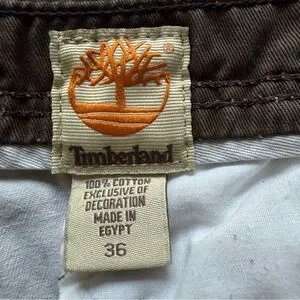 ®
Timberland
100% COTTON
EXCLUSIVE OF
DECORATION
MADE IN
EGYPT
36